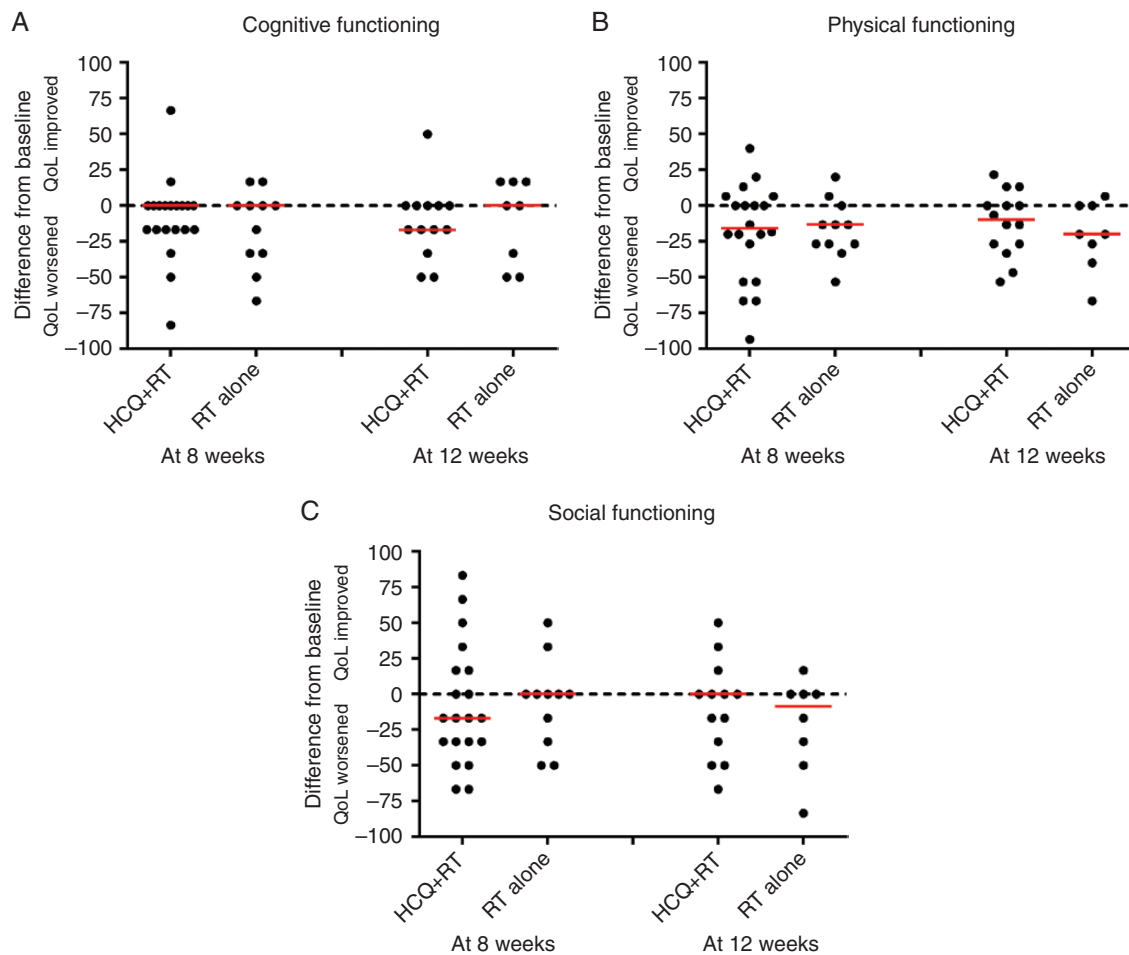 A
Cognitive functioning
Difference from baseline
QoL worsened QoL improved
100
75
50
25
0
−25
−50
−75
−100
HCQ+RT
RT alone
HCQ+RT
RT alone
At 8 weeks
At 12 weeks
B
Physical functioning
Difference from baseline
QoL worsened QoL improved
100
75
50
25
0
−25
−50
−75
−100
HCQ+RT
RT alone
HCQ+RT
RT alone
At 8 weeks
At 12 weeks
C
Social functioning
Difference from baseline
QoL worsened QoL improved
100
75
50
25
0
−25
−50
−75
−100
HCQ+RT
RT alone
HCQ+RT
RT alone
At 8 weeks
At 12 weeks